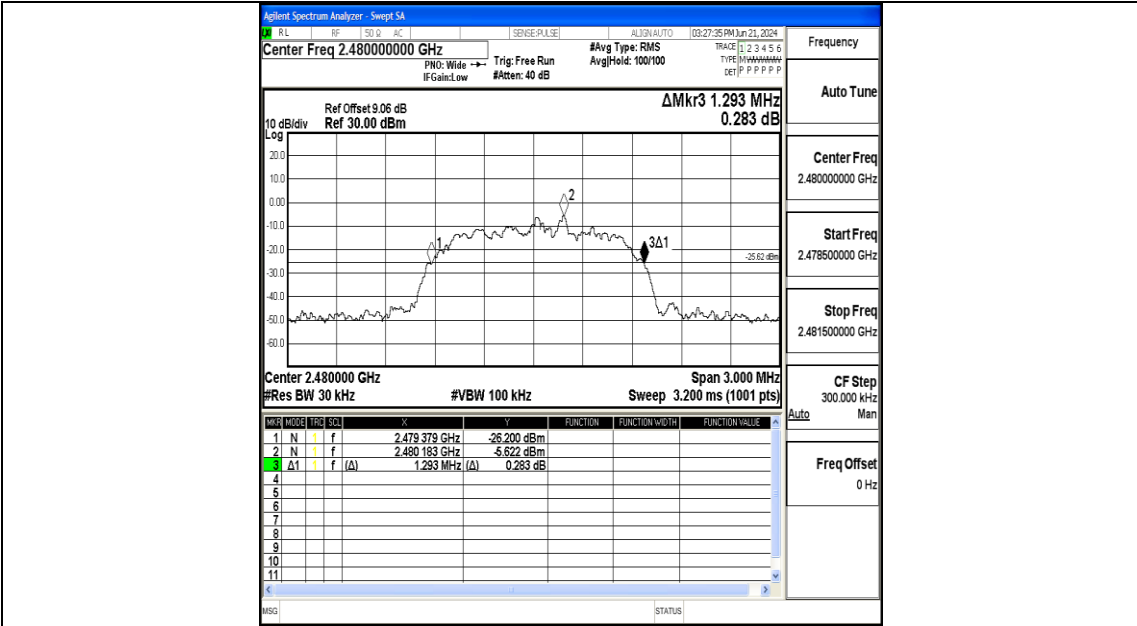 Agilent Spectrum Analyzer - Swept SA
RL RF 50 Ω AC SENSE:PULSE ALIGN AUTO 03:27:35 PM Jun 21, 2024
Center Freq 2.480000000 GHz
PNO: Wide
IFGain:Low
Trig: Free Run
#Atten: 40 dB
#Avg Type: RMS
Avg|Hold: 100/100
TRACE 1 2 3 4 5 6
TYPE
DET P P P P P P
Frequency
Auto Tune
Center Freq
2.480000000 GHz
Start Freq
2.478500000 GHz
Stop Freq
2.481500000 GHz
CF Step
300.000 kHz
Auto Man
Freq Offset
0 Hz
ΔMkr3 1.293 MHz
0.283 dB
Ref Offset 9.06 dB
10 dB/div Ref 30.00 dBm
Log
20.0
10.0
0.00
-10.0
-20.0
-30.0
-40.0
-50.0
-60.0
1
2
3Δ1
-25.62 dBm
Center 2.480000 GHz Span 3.000 MHz
#Res BW 30 kHz #VBW 100 kHz Sweep 3.200 ms (1001 pts)
MKR MODE TRC SCL X Y FUNCTION FUNCTION WIDTH FUNCTION VALUE
1 N 1 f 2.479 379 GHz -26.200 dBm
2 N 1 f 2.480 183 GHz -5.622 dBm
3 Δ1 1 f (Δ) 1.293 MHz (Δ) 0.283 dB
4
5
6
7
8
9
10
11
MSG STATUS